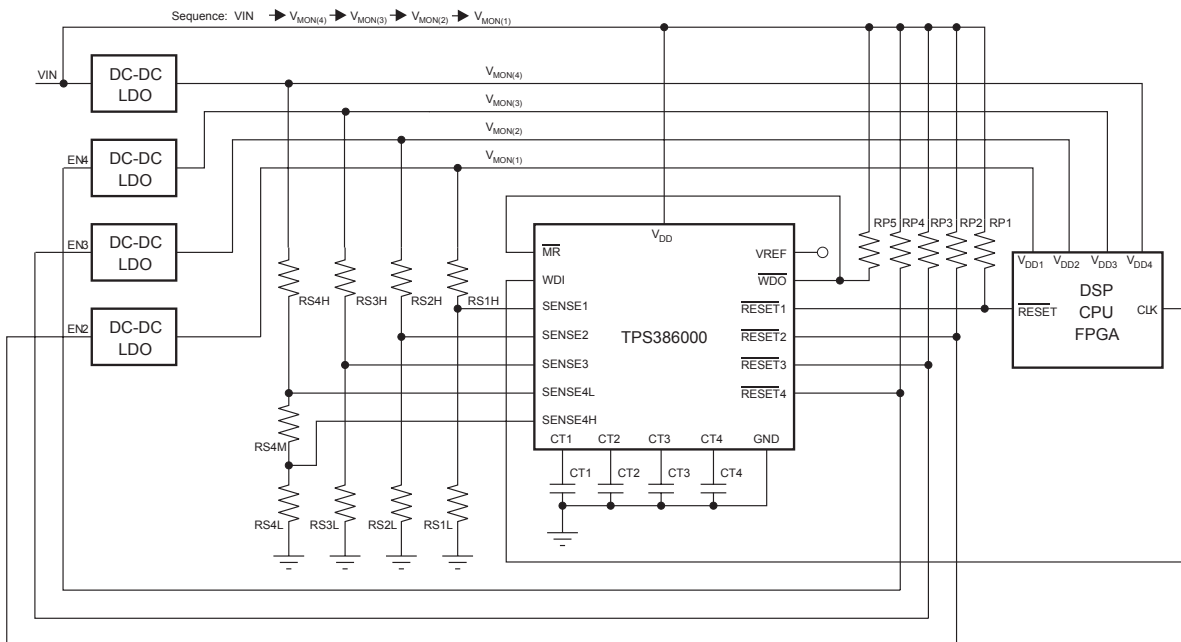 Sequence: VIN VMON(4) VMON(3) VMON(2) VMON(1)
VIN
DC-DC
LDO
VMON(4)
VMON(3)
EN4
DC-DC
LDO
VMON(2)
VMON(1)
EN3
DC-DC
LDO
EN2
DC-DC
LDO
RS4H
RS3H
RS2H
RS1H
RS4M
RS4L
RS3L
RS2L
RS1L
VDD
MR
WDI
SENSE1
SENSE2
SENSE3
SENSE4L
SENSE4H
TPS386000
VREF
WDO
RESET1
RESET2
RESET3
RESET4
CT1
CT2
CT3
CT4
GND
CT1
CT2
CT3
CT4
RP5
RP4
RP3
RP2
RP1
VDD1
VDD2
VDD3
VDD4
RESET
DSP
CPU
FPGA
CLK